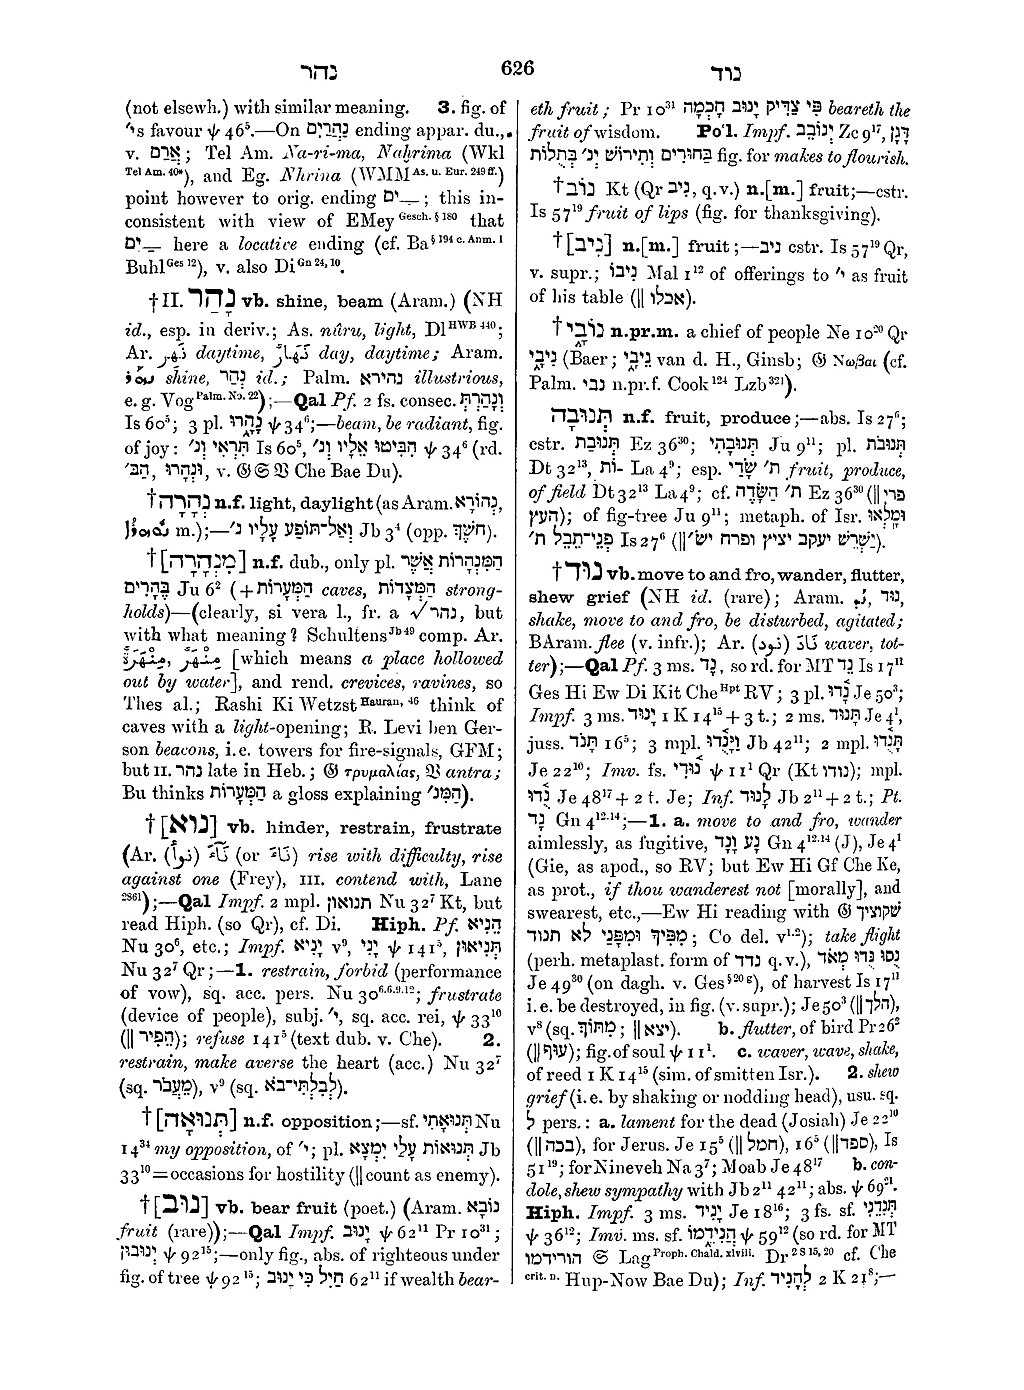 נהר 626 נוד
(not elsewh.) with similar meaning. 3. fig. of
י׳'s favour ψ 46⁵.—On נַהֲרַיִם ending appar. du.,
v. אֲרָם; Tel Am. Na-ri-ma, Naḫrima (Wkl
Tel Am. 40*), and Eg. Nhrina (WMM As. u. Eur. 249 ff.)
point however to orig. ending ־ִים; this in-
consistent with view of EMey Gesch. § 180 that
־ַיִם here a locative ending (cf. Ba § 194 c. Anm. 1
Buhl Ges 12), v. also Di Gn 24, 10.
†II. נָהַר vb. shine, beam (Aram.) (NH
id., esp. in deriv.; As. nûru, light, Dl HWB 440;
Ar. نَهَر daytime, نَهَارٌ day, daytime; Aram.
shine, נְהַר id.; Palm. נהירא illustrious,
e.g. Vog Palm. No. 22);—Qal Pf. 2 fs. consec. וְנָהַרְתְּ
Is 60⁵; 3 pl. נָהָרוּ ψ 34⁶;—beam, be radiant, fig.
of joy: תִּרְאִי וְנ׳ Is 60⁵, הִבִּיטוּ אֵלָיו וְנ׳ ψ 34⁶ (rd.
הַבּ׳, וּנְהָרוּ, v. 𝔊 𝔖 𝔙 Che Bae Du).
†נְהָרָה n.f. light, daylight (as Aram. נְהוֹרָא,
m.);—וְאַל־תּוֹפַע עָלָיו נ׳ Jb 3⁴ (opp. חֹשֶׁךְ).
†[מִנְהָרָה] n.f. dub., only pl. הַמִּנְהָרוֹת אֲשֶׁר
בֶּהָרִים Ju 6² (+הַמְּעָרוֹת caves, הַמְּצָדוֹת strong-
holds)—(clearly, si vera l., fr. a √נהר, but
with what meaning? Schultens Jb 49 comp. Ar.
مَنْهَرٌ, مَنْهَرَةٌ [which means a place hollowed
out by water], and rend. crevices, ravines, so
Thes al.; Rashi Ki Wetzst Hauran, 46 think of
caves with a light-opening; R. Levi ben Ger-
son beacons, i.e. towers for fire-signals, GFM;
but II. נהר late in Heb.; 𝔊 τρυμαλίας, 𝔙 antra;
Bu thinks הַמְּעָרוֹת a gloss explaining הַמִּנ׳).
†[נוּא] vb. hinder, restrain, frustrate
(Ar. (نوأ) نَآءَ (or نَاءَ) rise with difficulty, rise
against one (Frey), III. contend with, Lane
2861);—Qal Impf. 2 mpl. תנואון Nu 32⁷ Kt, but
read Hiph. (so Qr), cf. Di. Hiph. Pf. הֵנִיא
Nu 30⁶, etc.; Impf. יָנִיא v⁹, יָנִי ψ 141⁵, תְּנִיאוּן
Nu 32⁷ Qr;—1. restrain, forbid (performance
of vow), sq. acc. pers. Nu 30⁶·⁶·⁹·¹²; frustrate
(device of people), subj. י׳, sq. acc. rei, ψ 33¹⁰
(‖ הֵפִיר); refuse 141⁵ (text dub. v. Che). 2.
restrain, make averse the heart (acc.) Nu 32⁷
(sq. מֵעֲבֹר), v⁹ (sq. לְבִלְתִּי־בֹא).
†[תְּנוּאָה] n.f. opposition;—sf. תְּנוּאָתִי Nu
14³⁴ my opposition, of י׳; pl. תְּנוּאוֹת עָלַי יִמְצָא Jb
33¹⁰=occasions for hostility (‖ count as enemy).
†[נוּב] vb. bear fruit (poet.) (Aram. נוֹבָא
fruit (rare));—Qal Impf. יָנוּב ψ 62¹¹ Pr 10³¹;
יְנוּבוּן ψ 92¹⁵;—only fig., abs. of righteous under
fig. of tree ψ 92¹⁵; חַיִל כִּי יָנוּב 62¹¹ if wealth bear-
eth fruit; Pr 10³¹ פִּי צַדִּיק יָנוּב חָכְמָה beareth the
fruit of wisdom. Po'l. Impf. יְנוֹבֵב Zc 9¹⁷, דָּגָן
בַּחוּרִים וְתִירוֹשׁ יְנ׳ בְּתֻלוֹת fig. for makes to flourish.
†נוֹב Kt (Qr נִיב, q.v.) n.[m.] fruit;—cstr.
Is 57¹⁹ fruit of lips (fig. for thanksgiving).
†[נִיב] n.[m.] fruit;—נִיב cstr. Is 57¹⁹ Qr,
v. supr.; נִיבוֹ Mal 1¹² of offerings to י׳ as fruit
of his table (‖ אכלו).
†נוֹבָי n.pr.m. a chief of people Ne 10²⁰ Qr
נֵיבָי (Baer; נֵיבָי van d. H., Ginsb; 𝔊 Νωβαι (cf.
Palm. נבי n.pr.f. Cook¹²⁴ Lzb³²¹).
תְּנוּבָה n.f. fruit, produce;—abs. Is 27⁶;
cstr. תְּנוּבַת Ez 36³⁰; תְּנוּבָתִי Ju 9¹¹; pl. תְּנוּבֹת
Dt 32¹³, ־וֹת La 4⁹; esp. ת׳ שָׂדַי fruit, produce,
of field Dt 32¹³ La 4⁹; cf. ת׳ הַשָּׂדֶה Ez 36³⁰ (‖ פרי
העץ); of fig-tree Ju 9¹¹; metaph. of Isr. וּמָלְאוּ
פְנֵי־תֵבֵל ת׳ Is 27⁶ (‖ יַשְׁרֵשׁ יעקב יציץ ופרח יש׳).
†נוּד vb. move to and fro, wander, flutter,
shew grief (NH id. (rare); Aram. נוּד,
shake, move to and fro, be disturbed, agitated;
BAram. flee (v. infr.); Ar. (نود) نَادَ waver, tot-
ter);—Qal Pf. 3 ms. נָד, so rd. for MT נֵד Is 17¹¹
Ges Hi Ew Di Kit Che Hpt RV; 3 pl. נָדוּ Je 50³;
Impf. 3 ms. יָנוּד 1 K 14¹⁵ + 3 t.; 2 ms. תָּנוּד Je 4¹,
juss. תָּנֹד 16⁵; 3 mpl. וַיָּנֻדוּ Jb 42¹¹; 2 mpl. תָּנֻדוּ
Je 22¹⁰; Imv. fs. נוּדִי ψ 11¹ Qr (Kt נודו); mpl.
נֻדוּ Je 48¹⁷ + 2 t. Je; Inf. לָנוּד Jb 2¹¹ + 2 t.; Pt.
נָד Gn 4¹²·¹⁴;—1. a. move to and fro, wander
aimlessly, as fugitive, נָע וָנָד Gn 4¹²·¹⁴ (J), Je 4¹
(Gie, as apod., so RV; but Ew Hi Gf Che Ke,
as prot., if thou wanderest not [morally], and
swearest, etc.,—Ew Hi reading with 𝔊 שקוציך
מִפִּיךָ וּמִפָּנַי לא תנוד; Co del. v¹·²); take flight
(perh. metaplast. form of נדד q.v.), נֻסוּ נֻּדוּ מְאֹד
Je 49³⁰ (on dagh. v. Ges § 20 g), of harvest Is 17¹¹
i.e. be destroyed, in fig. (v. supr.); Je 50³ (‖ הלך),
v⁸ (sq. מִתּוֹךְ; ‖ יצא). b. flutter, of bird Pr 26²
(‖ עוּף); fig. of soul ψ 11¹. c. waver, wave, shake,
of reed 1 K 14¹⁵ (sim. of smitten Isr.). 2. shew
grief (i.e. by shaking or nodding head), usu. sq.
לְ pers.: a. lament for the dead (Josiah) Je 22¹⁰
(‖ בכה), for Jerus. Je 15⁵ (‖ חמל), 16⁵ (‖ ספד), Is
51¹⁹; for Nineveh Na 3⁷; Moab Je 48¹⁷ b. con-
dole, shew sympathy with Jb 2¹¹ 42¹¹; abs. ψ 69²¹.
Hiph. Impf. 3 ms. יָנִיד Je 18¹⁶; 3 fs. sf. תְּנִדֵנִי
ψ 36¹²; Imv. ms. sf. הֲנִידֵמוֹ ψ 59¹² (so rd. for MT
הורידמו 𝔖 Lag Proph. Chald. xlviii. Dr 2 S 15, 20 cf. Che
crit. n. Hup-Now Bae Du); Inf. לְהָנִיד 2 K 21⁸;—